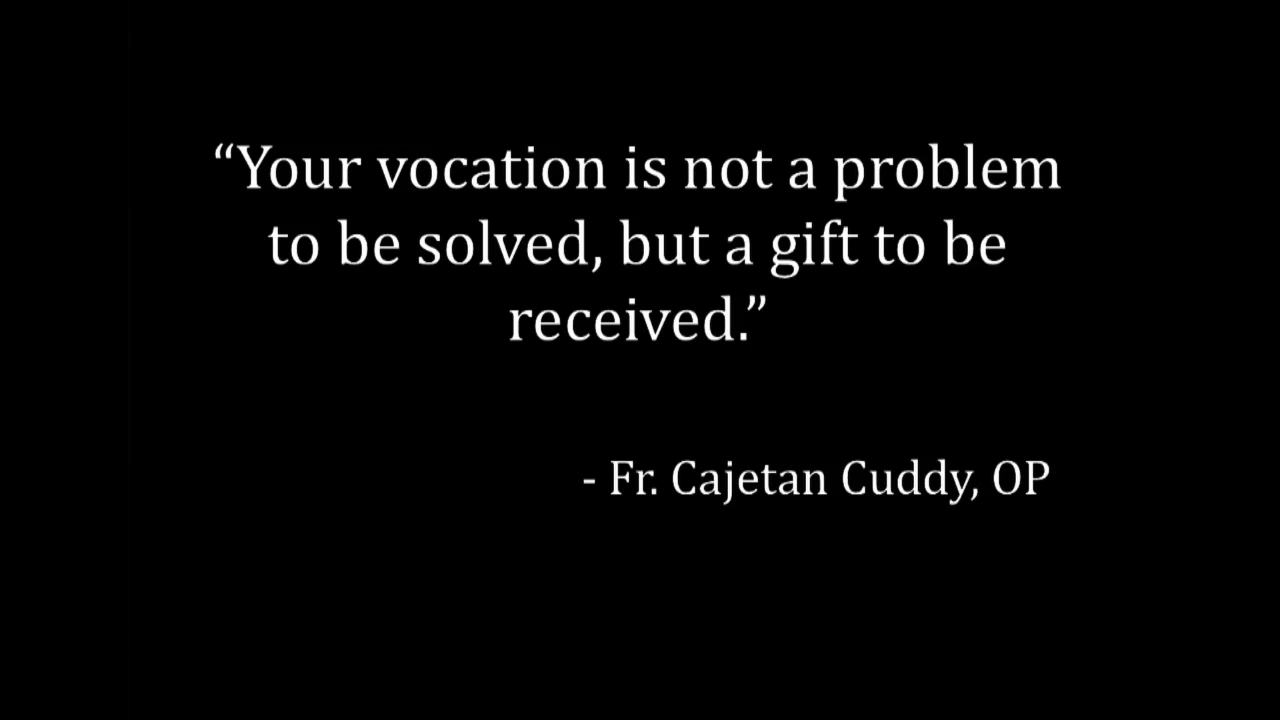 “Your vocation is not a problem
to be solved, but a gift to be
received.”
- Fr. Cajetan Cuddy, OP